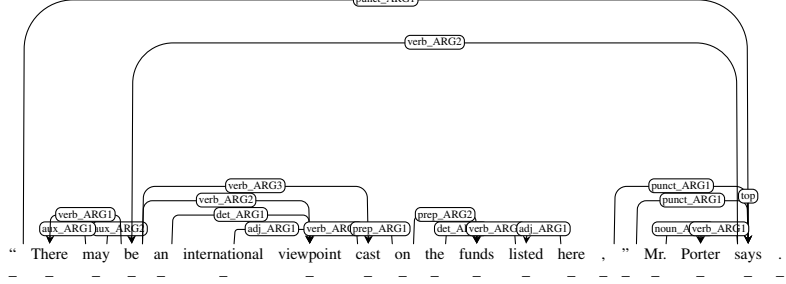 punct_ARG1
verb_ARG2
verb_ARG3 punct_ARG1
verb_ARG2 punct_ARG1 top
verb_ARG1 det_ARG1 prep_ARG2
aux_ARG1 aux_ARG2 adj_ARG1 prep_ARG1 adj_ARG1 verb_ARG1
“ There may be an international viewpoint cast on the funds listed here , ” Mr. Porter says .
_ _ _ _ _ _ _ _ _ _ _ _ _ _ _ _ _ _ _